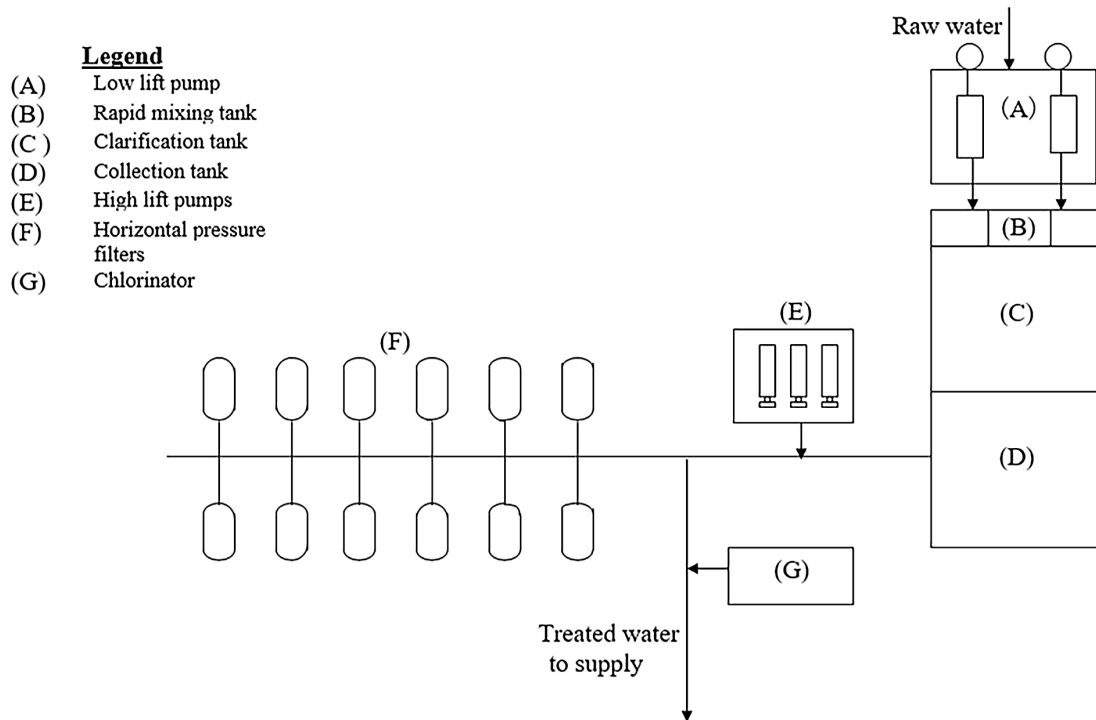 Legend
(A) Low lift pump
(B) Rapid mixing tank
(C ) Clarification tank
(D) Collection tank
(E) High lift pumps
(F) Horizontal pressure
filters
(G) Chlorinator
Raw water
(A)
(B)
(C)
(D)
(E)
(F)
(G)
Treated water
to supply